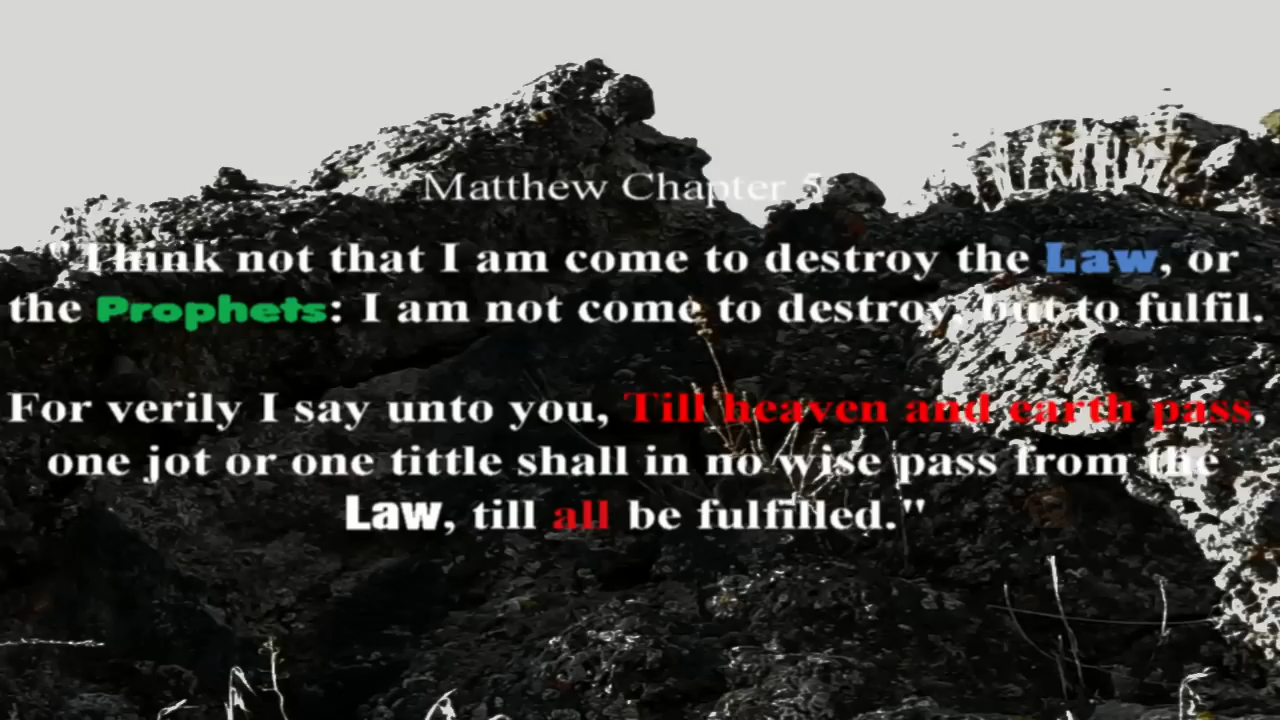 Matthew Chapter 5:
"Think not that I am come to destroy the Law, or
the Prophets: I am not come to destroy, but to fulfil.
For verily I say unto you, Till heaven and earth pass,
one jot or one tittle shall in no wise pass from the
Law, till all be fulfilled."